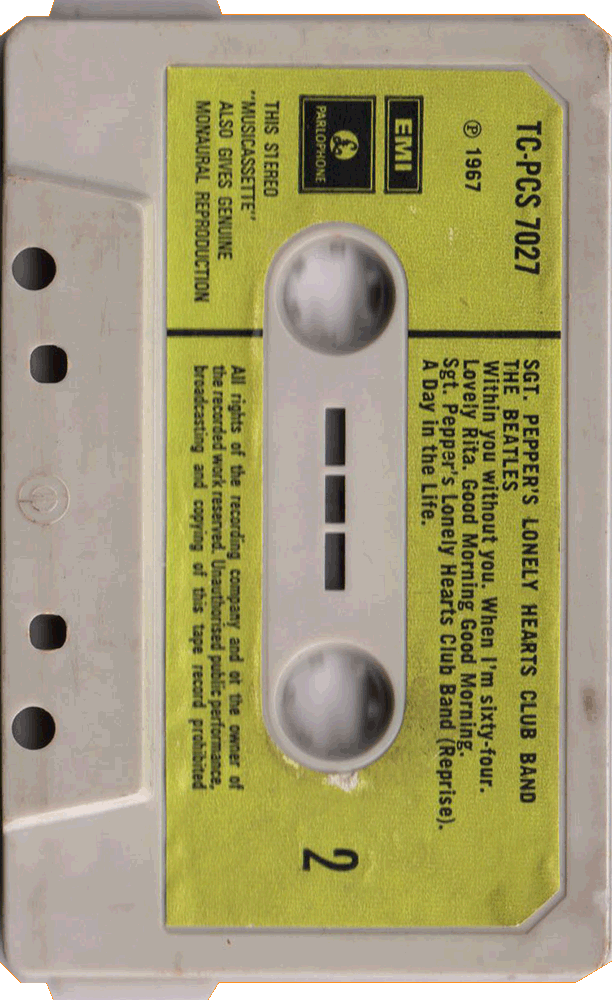 TC-PCS 7027
℗ 1967
EMI
PARLOPHONE
THIS STEREO
"MUSICASSETTE"
ALSO GIVES GENUINE
MONAURAL REPRODUCTION
SGT. PEPPER'S LONELY HEARTS CLUB BAND
THE BEATLES
Within you without you. When I'm sixty-four.
Lovely Rita. Good Morning Good Morning.
Sgt. Pepper's Lonely Hearts Club Band (Reprise).
A Day in the Life.
2
All rights of the recording company and ot the owner of
the recorded work reserved. Unauthorised public performance,
broadcasting and copying of this tape record prohibited